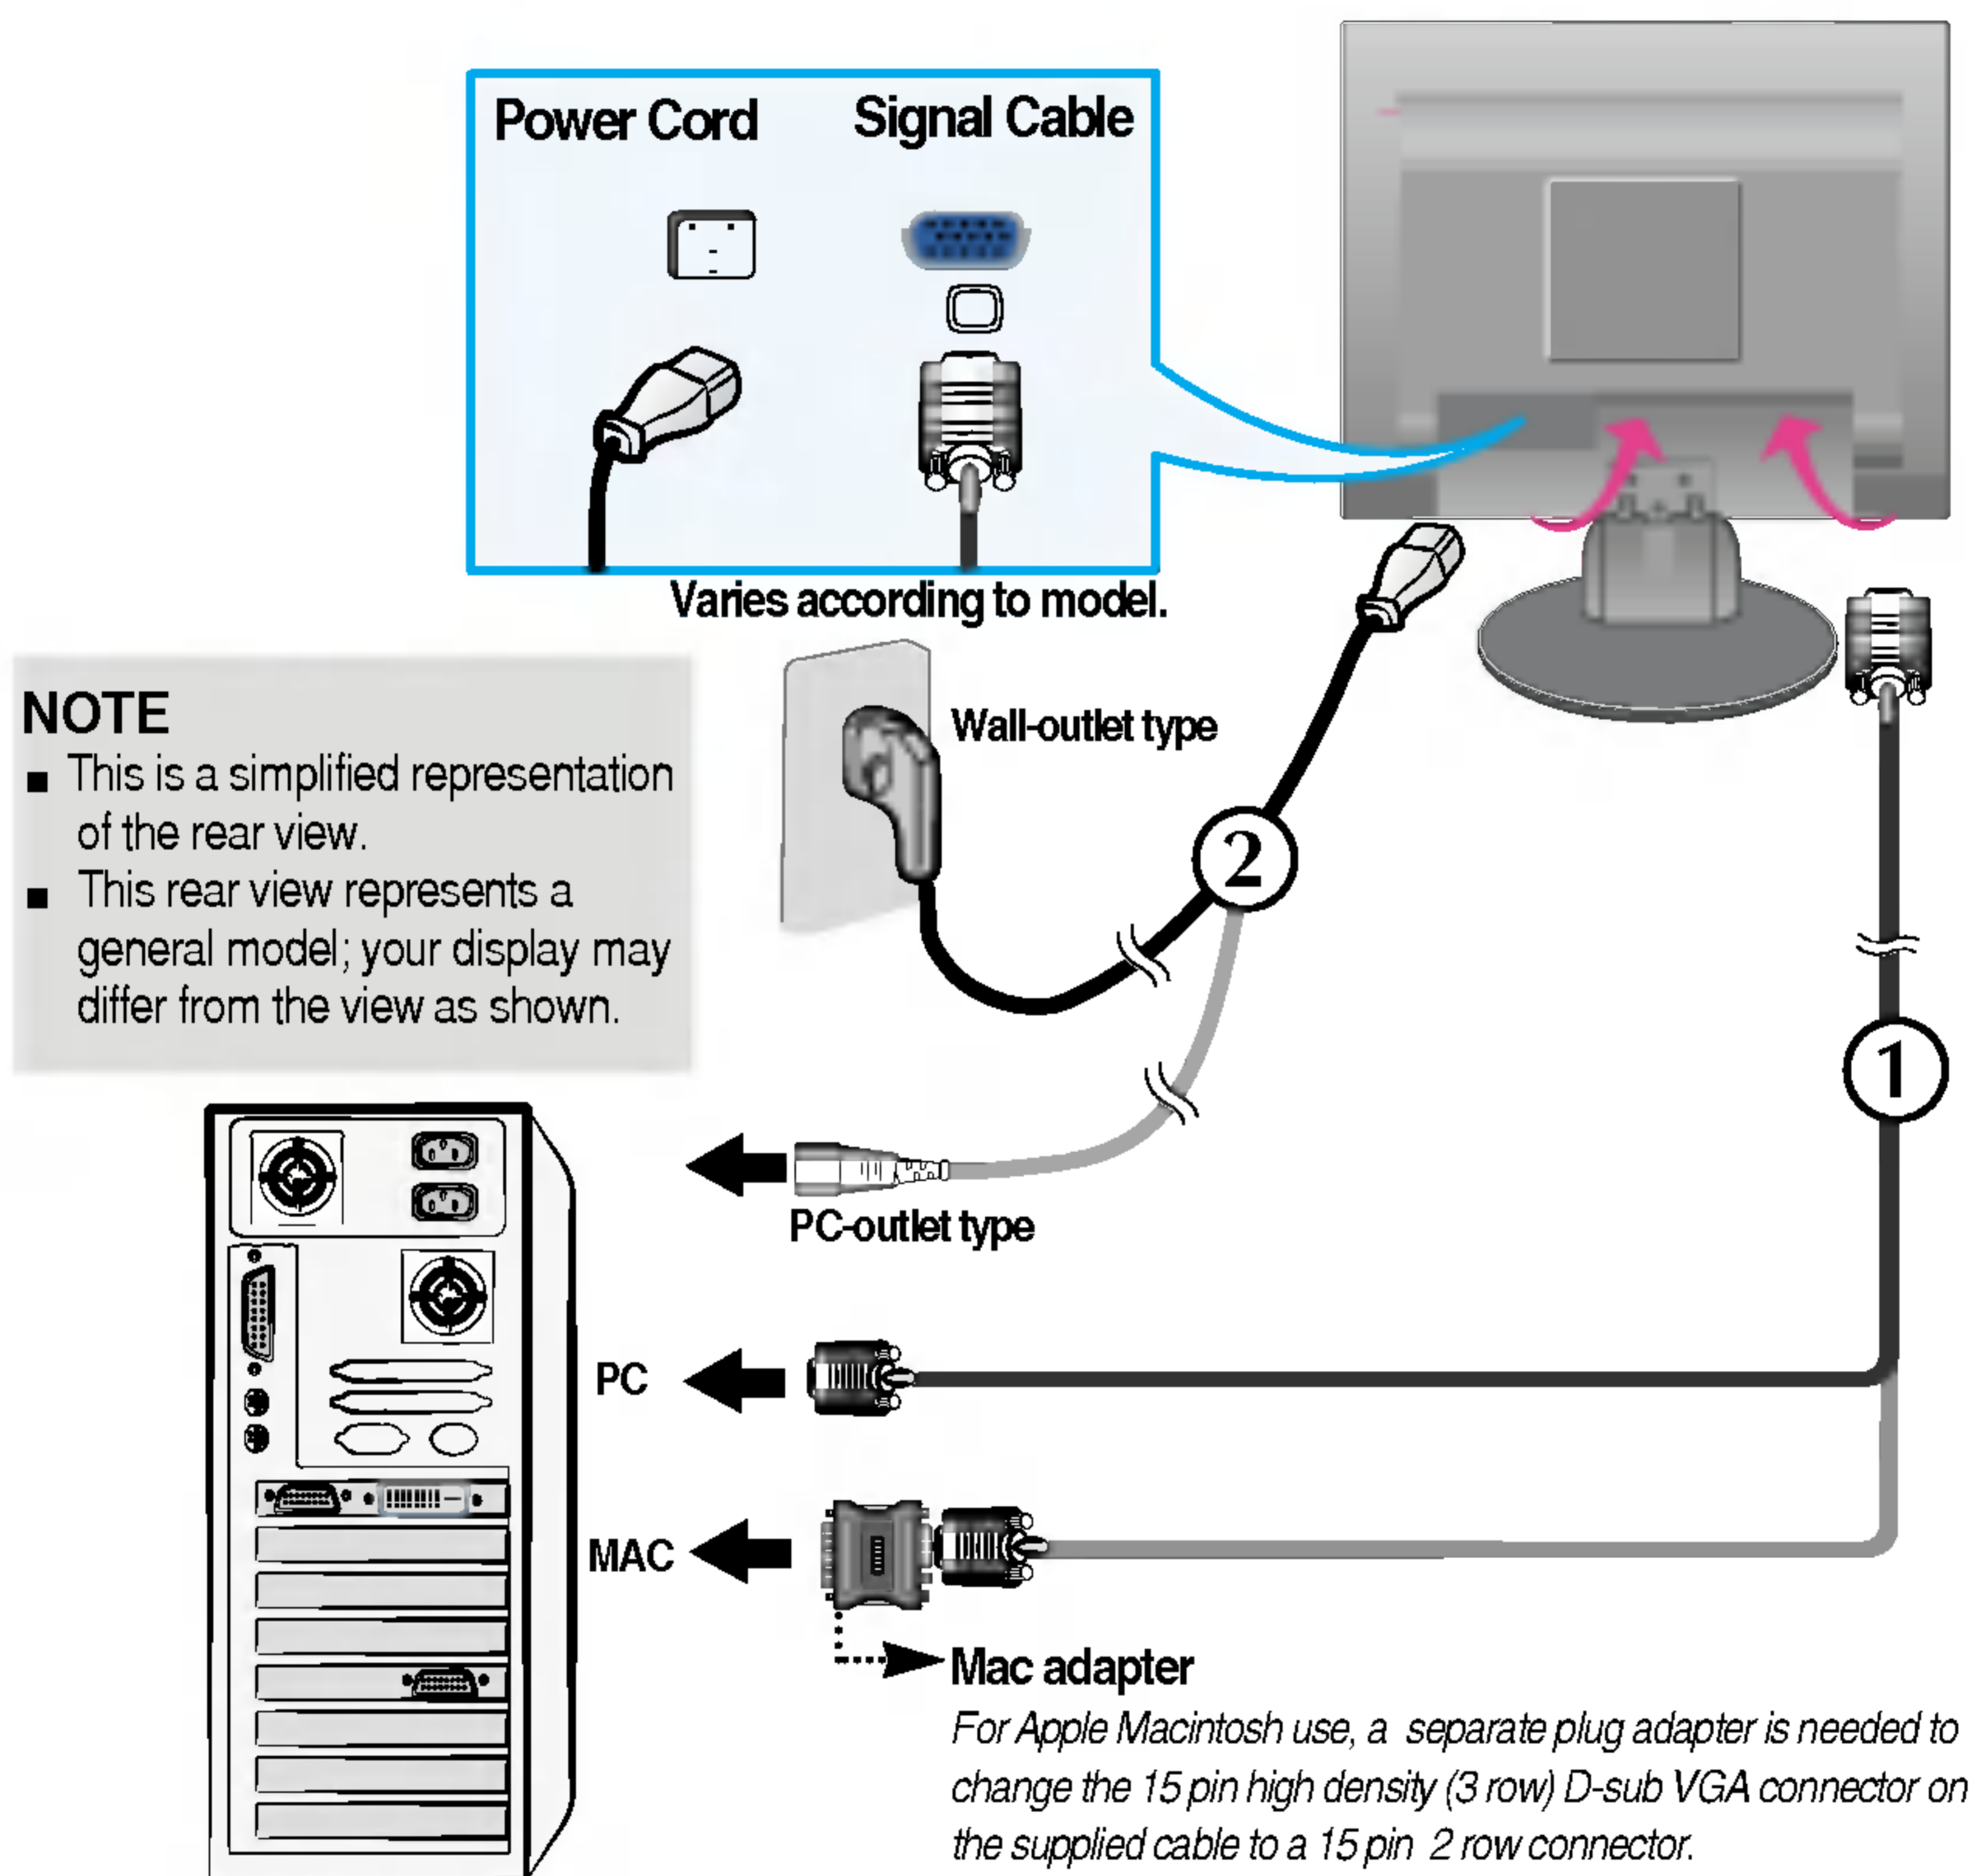 Power Cord
Signal Cable
Varies according to model.
NOTE
■ This is a simplified representation
of the rear view.
■ This rear view represents a
general model; your display may
differ from the view as shown.
Wall-outlet type
2
1
PC-outlet type
PC
MAC
Mac adapter
For Apple Macintosh use, a separate plug adapter is needed to
change the 15 pin high density (3 row) D-sub VGA connector on
the supplied cable to a 15 pin 2 row connector.